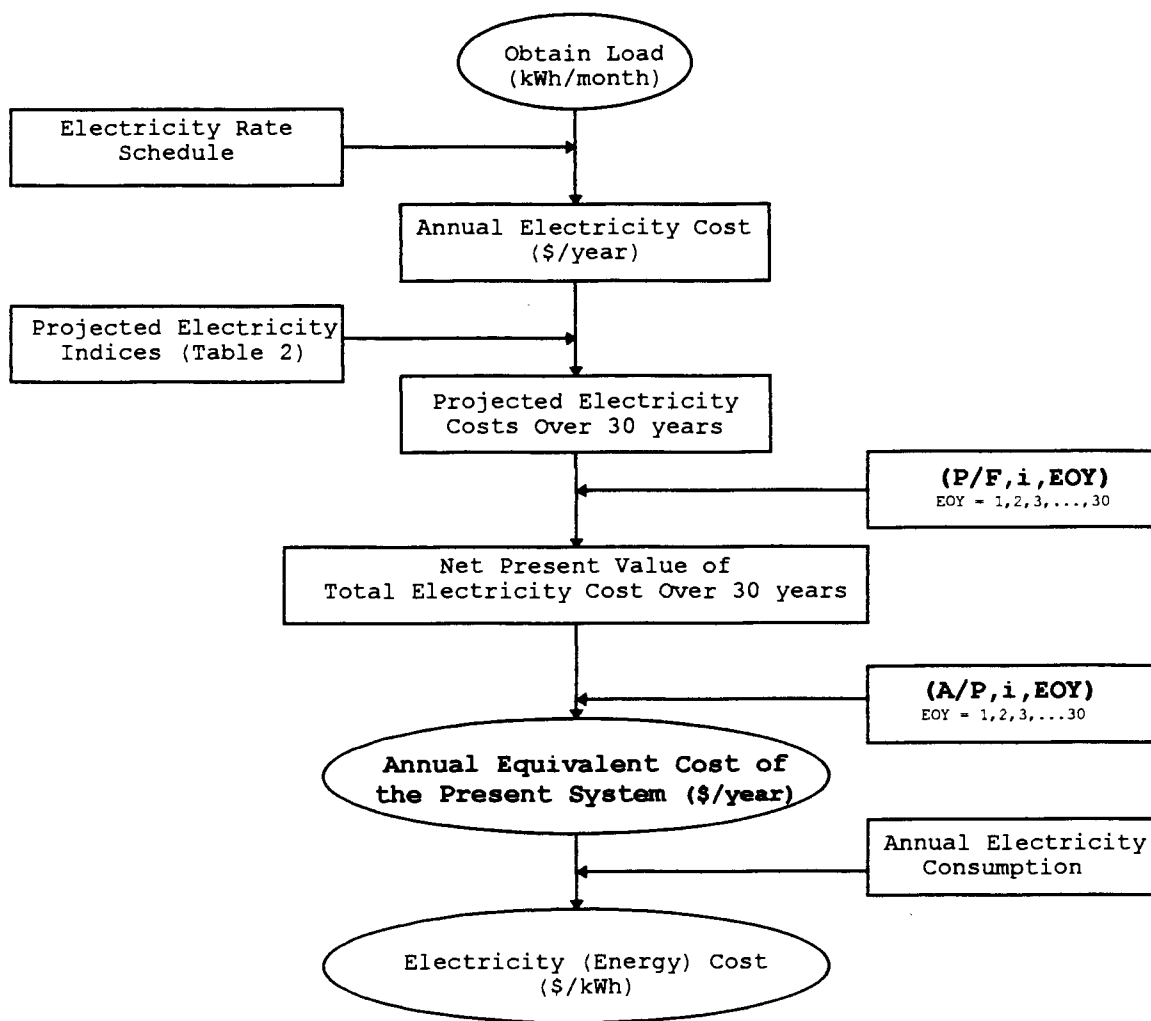 Obtain Load
(kWh/month)
Electricity Rate
Schedule
Annual Electricity Cost
($/year)
Projected Electricity
Indices (Table 2)
Projected Electricity
Costs Over 30 years
(P/F,i,EOY)
EOY = 1,2,3,...,30
Net Present Value of
Total Electricity Cost Over 30 years
(A/P,i,EOY)
EOY = 1,2,3,...30
Annual Equivalent Cost of
the Present System ($/year)
Annual Electricity
Consumption
Electricity (Energy) Cost
($/kWh)